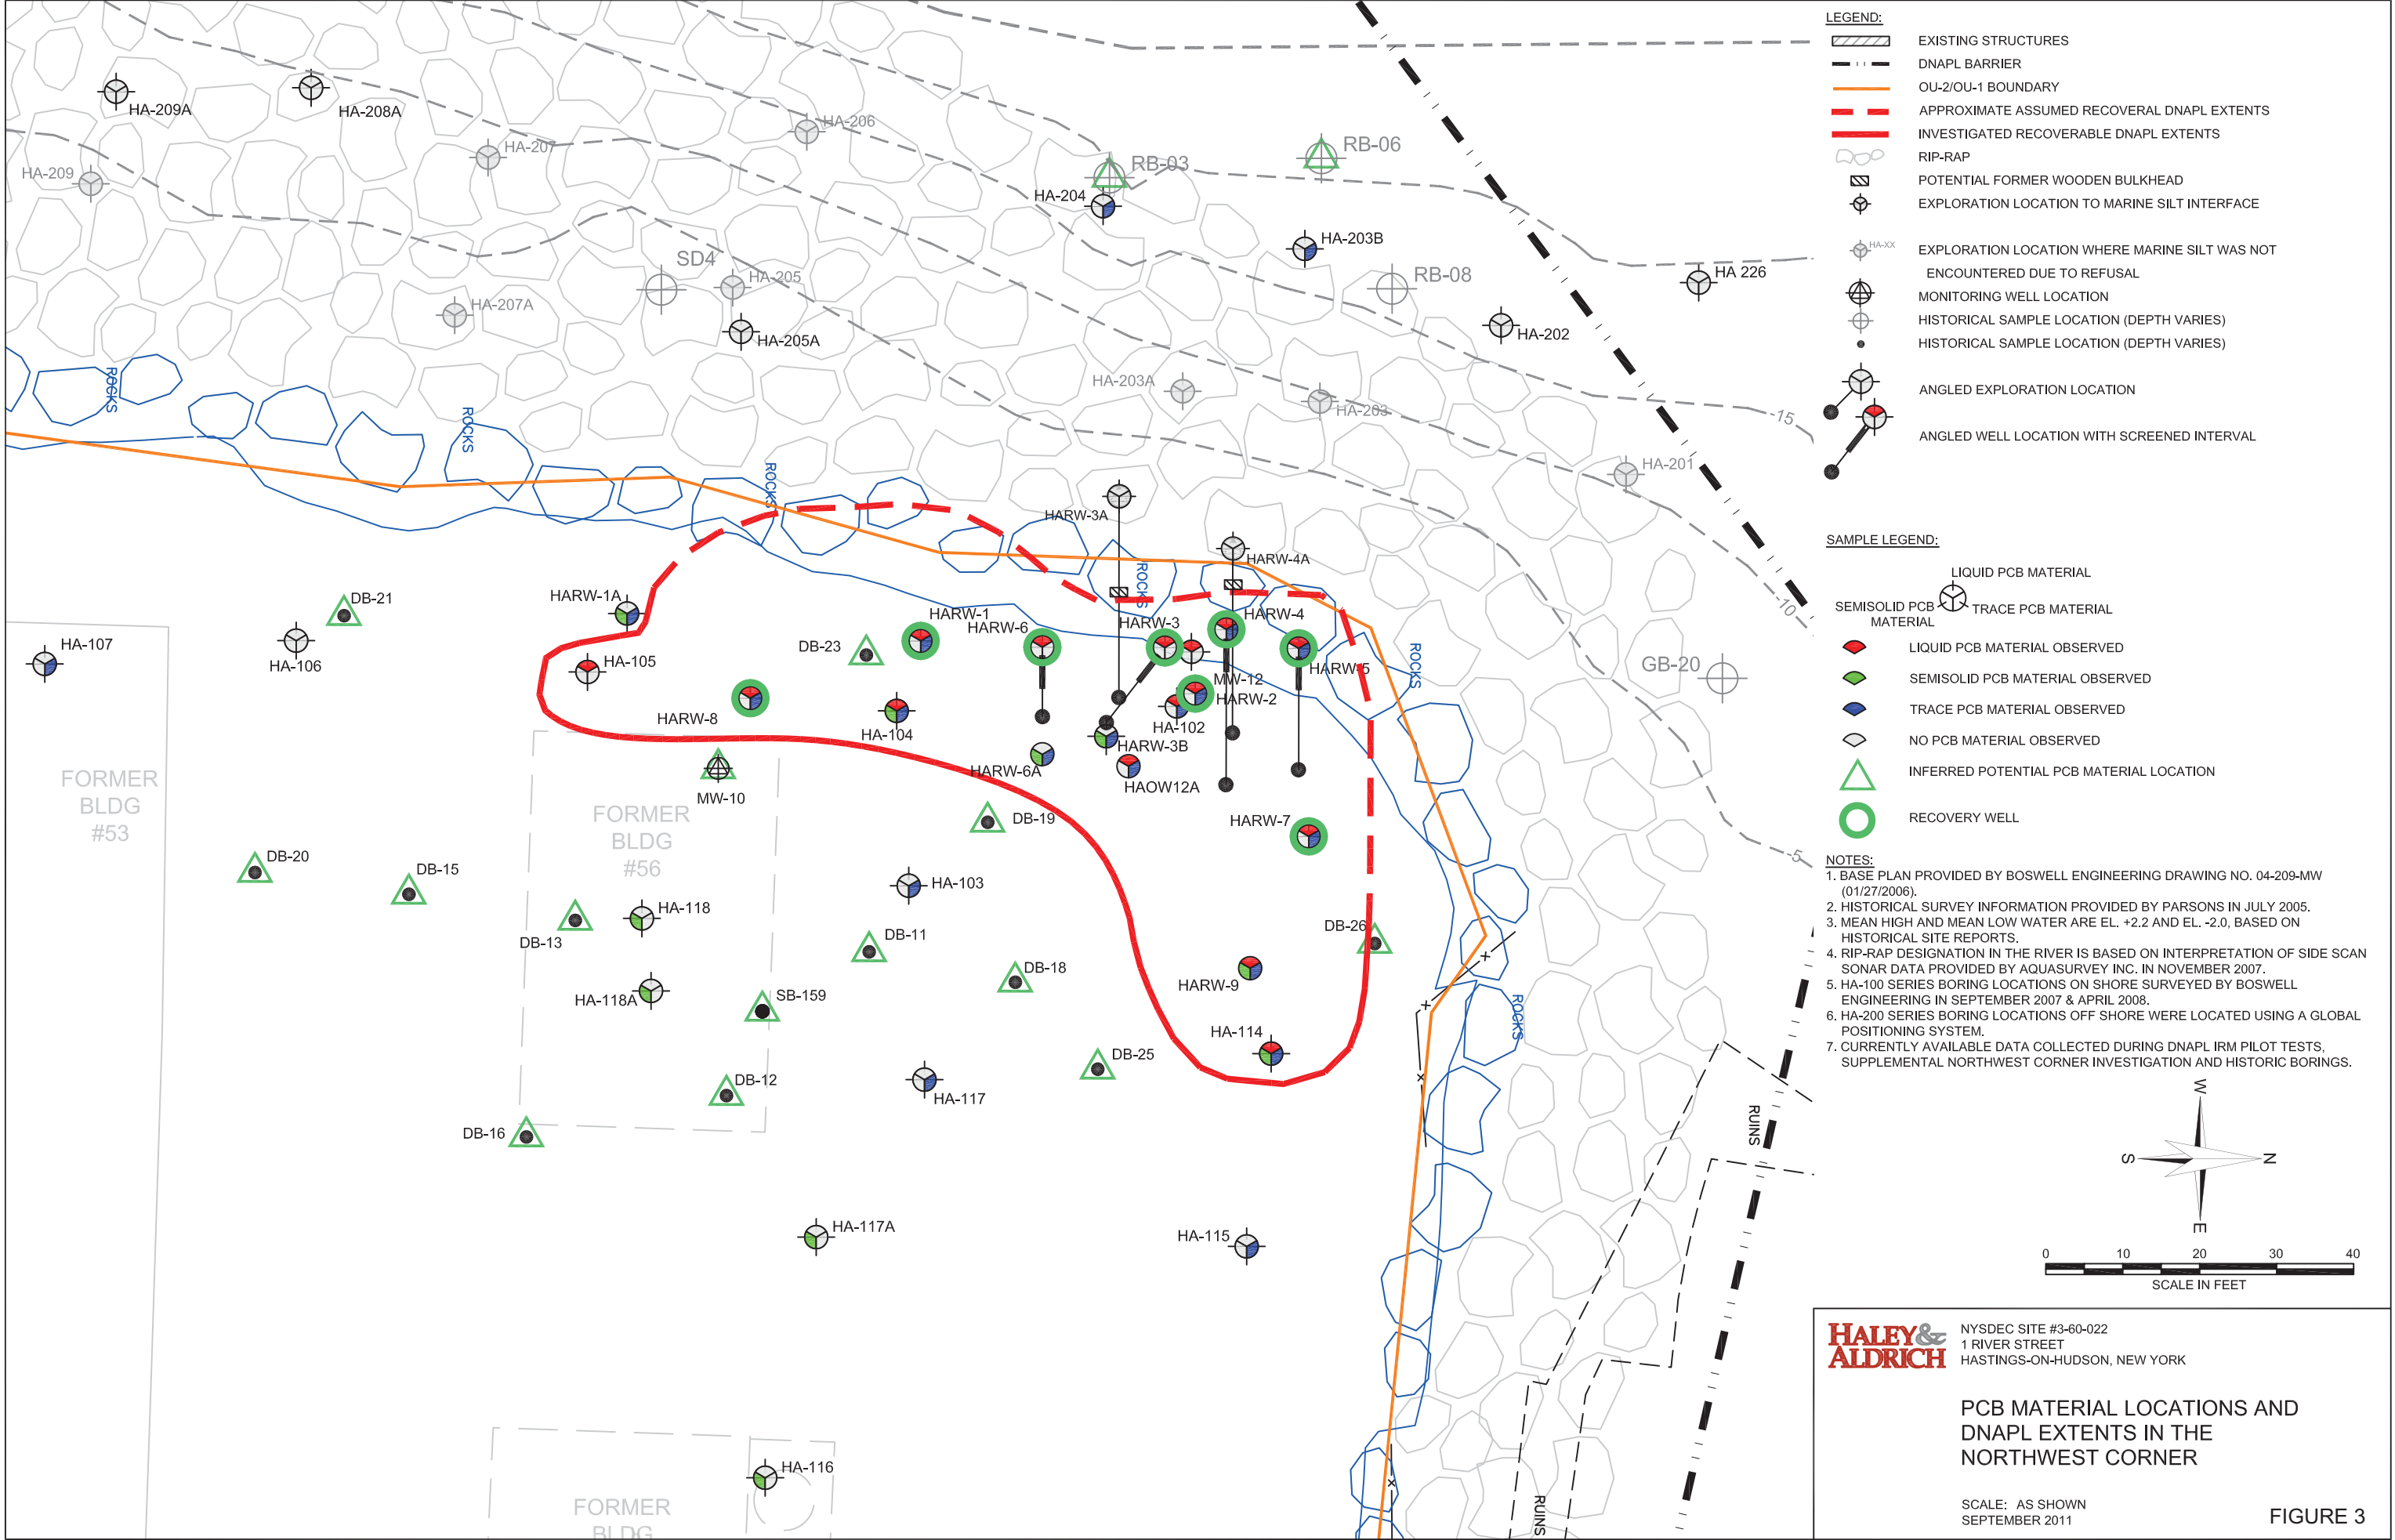 HA-209A
HA-208A
HA-206
HA-207
HA-209
RB-03
RB-06
HA-204
HA-203B
SD4
HA-205
RB-08
HA 226
HA-207A
HA-205A
HA-202
HA-203A
HA-203
-15
ROCKS
ROCKS
ROCKS
HA-201
HARW-3A
HARW-4A
ROCKS
-10
DB-21
HARW-1A
HARW-1
HARW-6
HARW-3
HARW-4
HA-107
HA-106
DB-23
HA-105
HARW-5
ROCKS
GB-20
MW-12
HARW-2
HARW-8
HA-104
HA-102
HARW-3B
HARW-6A
HAOW12A
MW-10
FORMER
BLDG
#53
FORMER
BLDG
#56
DB-19
HARW-7
-5
DB-20
DB-15
HA-103
HA-118
DB-13
DB-11
DB-26
DB-18
HARW-9
HA-118A
SB-159
ROCKS
HA-114
DB-25
DB-12
HA-117
DB-16
RUINS
HA-117A
HA-115
HA-116
FORMER
BLDG
RUINS
LEGEND:
EXISTING STRUCTURES
DNAPL BARRIER
OU-2/OU-1 BOUNDARY
APPROXIMATE ASSUMED RECOVERAL DNAPL EXTENTS
INVESTIGATED RECOVERABLE DNAPL EXTENTS
RIP-RAP
POTENTIAL FORMER WOODEN BULKHEAD
EXPLORATION LOCATION TO MARINE SILT INTERFACE
HA-XX
EXPLORATION LOCATION WHERE MARINE SILT WAS NOT
ENCOUNTERED DUE TO REFUSAL
MONITORING WELL LOCATION
HISTORICAL SAMPLE LOCATION (DEPTH VARIES)
HISTORICAL SAMPLE LOCATION (DEPTH VARIES)
ANGLED EXPLORATION LOCATION
ANGLED WELL LOCATION WITH SCREENED INTERVAL
SAMPLE LEGEND:
LIQUID PCB MATERIAL
SEMISOLID PCB
MATERIAL
TRACE PCB MATERIAL
LIQUID PCB MATERIAL OBSERVED
SEMISOLID PCB MATERIAL OBSERVED
TRACE PCB MATERIAL OBSERVED
NO PCB MATERIAL OBSERVED
INFERRED POTENTIAL PCB MATERIAL LOCATION
RECOVERY WELL
NOTES:
1. BASE PLAN PROVIDED BY BOSWELL ENGINEERING DRAWING NO. 04-209-MW
(01/27/2006).
2. HISTORICAL SURVEY INFORMATION PROVIDED BY PARSONS IN JULY 2005.
3. MEAN HIGH AND MEAN LOW WATER ARE EL. +2.2 AND EL. -2.0, BASED ON
HISTORICAL SITE REPORTS.
4. RIP-RAP DESIGNATION IN THE RIVER IS BASED ON INTERPRETATION OF SIDE SCAN
SONAR DATA PROVIDED BY AQUASURVEY INC. IN NOVEMBER 2007.
5. HA-100 SERIES BORING LOCATIONS ON SHORE SURVEYED BY BOSWELL
ENGINEERING IN SEPTEMBER 2007 & APRIL 2008.
6. HA-200 SERIES BORING LOCATIONS OFF SHORE WERE LOCATED USING A GLOBAL
POSITIONING SYSTEM.
7. CURRENTLY AVAILABLE DATA COLLECTED DURING DNAPL IRM PILOT TESTS,
SUPPLEMENTAL NORTHWEST CORNER INVESTIGATION AND HISTORIC BORINGS.
W
S
N
E
0 10 20 30 40
SCALE IN FEET
HALEY&
ALDRICH
NYSDEC SITE #3-60-022
1 RIVER STREET
HASTINGS-ON-HUDSON, NEW YORK
PCB MATERIAL LOCATIONS AND
DNAPL EXTENTS IN THE
NORTHWEST CORNER
SCALE: AS SHOWN
SEPTEMBER 2011
FIGURE 3